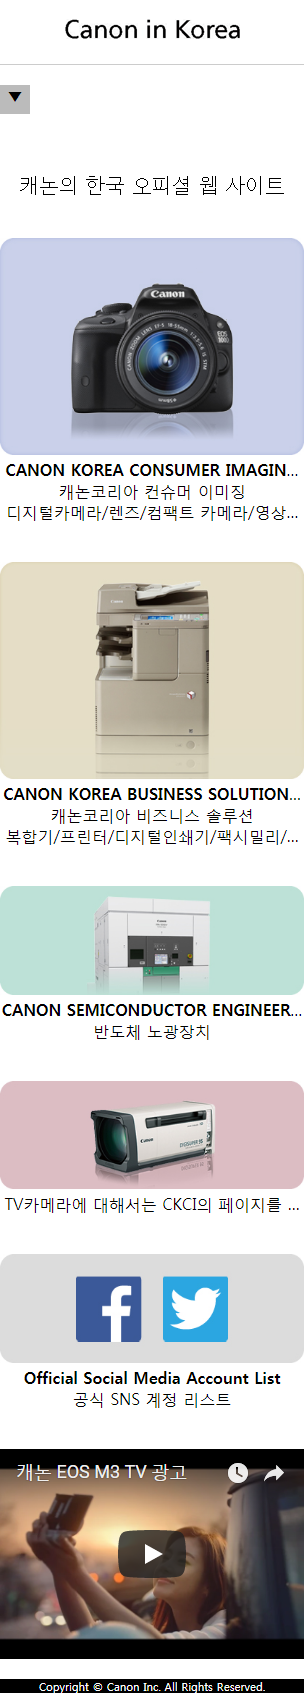 Canon in Korea
▼
캐논의 한국 오피셜 웹 사이트
Canon
EOS
100D
CANON KOREA CONSUMER IMAGIN...
캐논코리아 컨슈머 이미징
디지털카메라/렌즈/컴팩트 카메라/영상...
CANON KOREA BUSINESS SOLUTION...
캐논코리아 비즈니스 솔루션
복합기/프린터/디지털인쇄기/팩시밀리/...
CANON SEMICONDUCTOR ENGINEER...
반도체 노광장치
Canon
TV카메라에 대해서는 CKCI의 페이지를 ...
Official Social Media Account List
공식 SNS 계정 리스트
캐논 EOS M3 TV 광고
Copyright © Canon Inc. All Rights Reserved.